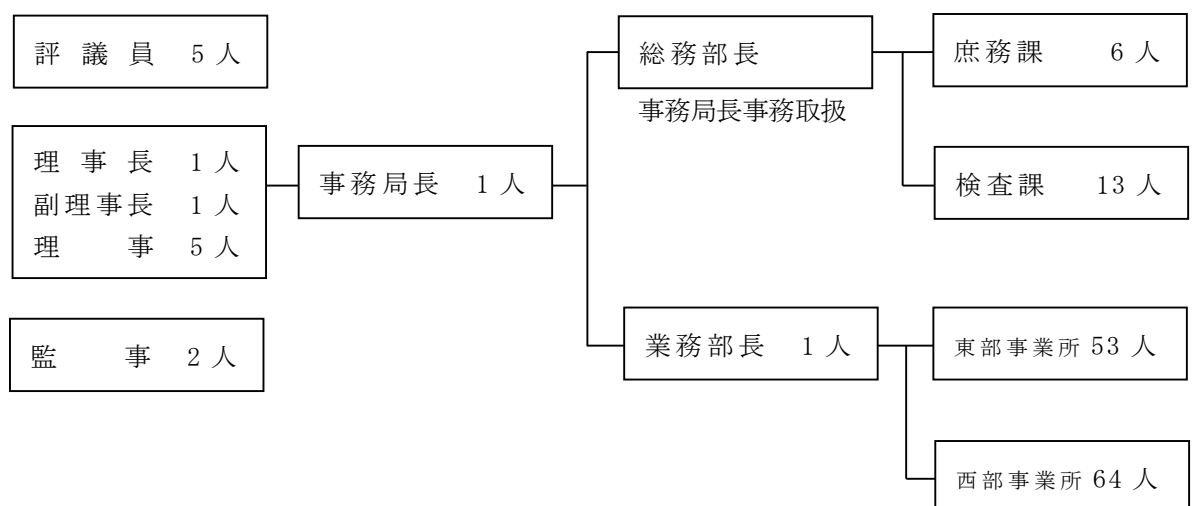 評議員 5人
理事長 1人
副理事長 1人
理事 5人
監事 2人
事務局長 1人
総務部長
事務局長事務取扱
業務部長 1人
庶務課 6人
検査課 13人
東部事業所 53人
西部事業所 64人